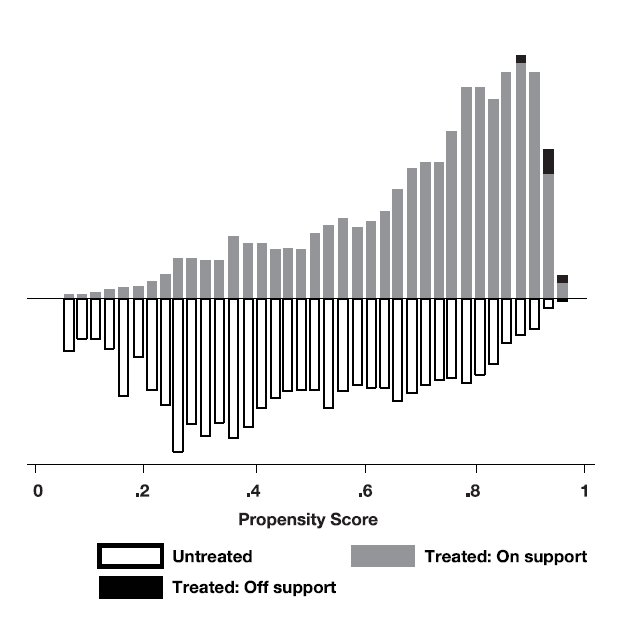 0 .2 .4 .6 .8 1
Propensity Score
Untreated Treated: On support
Treated: Off support